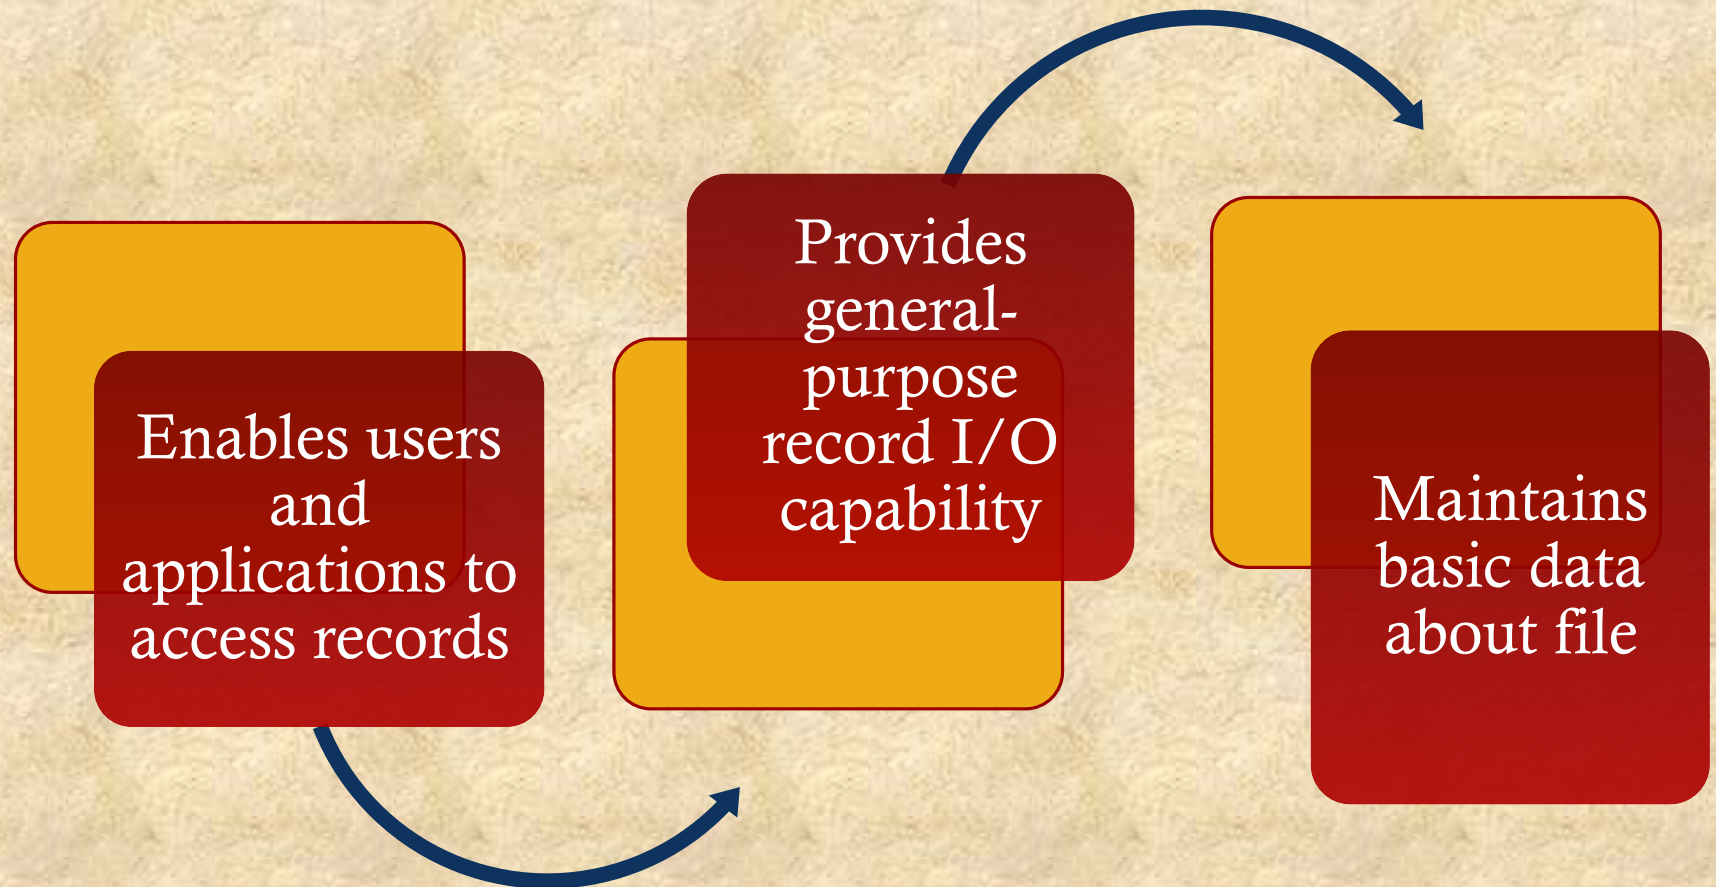 Enables users
and
applications to
access records
Provides
general-
purpose
record I/O
capability
Maintains
basic data
about file